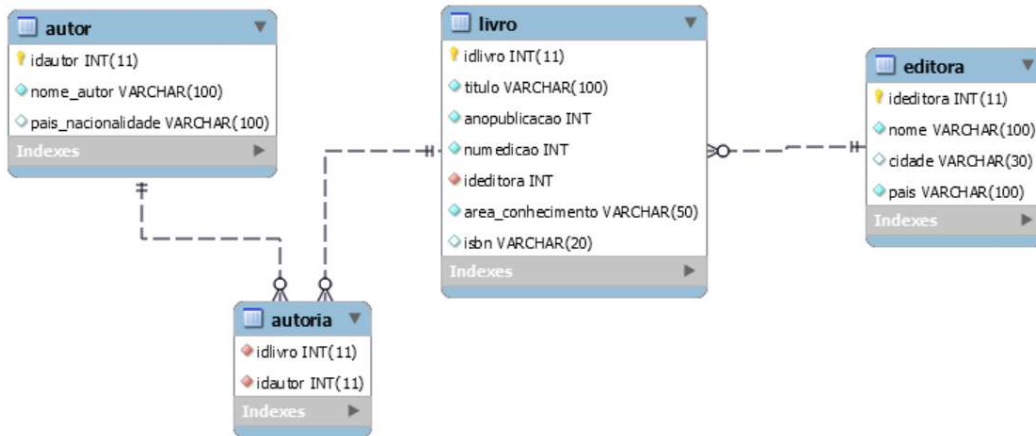 autor
idautor INT(11)
nome_autor VARCHAR(100)
pais_nacionalidade VARCHAR(100)
Indexes
livro
idlivro INT(11)
titulo VARCHAR(100)
anopublicacao INT
numedicao INT
ideditora INT
area_conhecimento VARCHAR(50)
isbn VARCHAR(20)
Indexes
editora
ideditora INT(11)
nome VARCHAR(100)
cidade VARCHAR(30)
pais VARCHAR(100)
Indexes
autoria
idlivro INT(11)
idautor INT(11)
Indexes